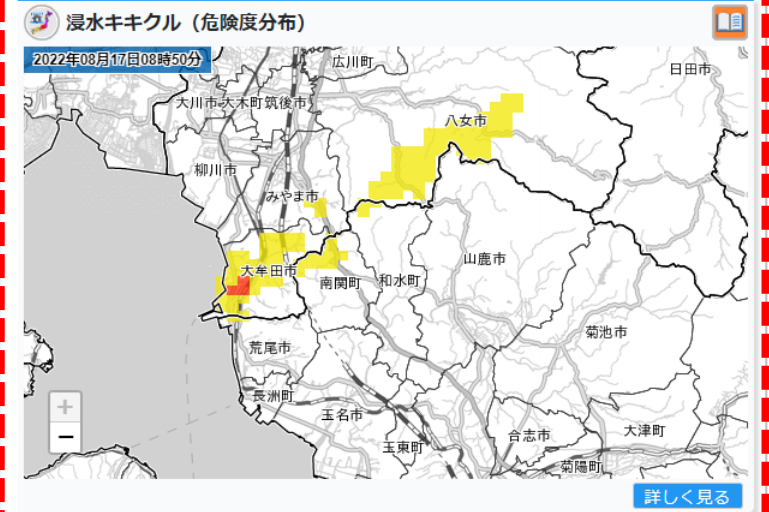 浸水キキクル（危険度分布）
2022年08月17日08時50分
広川町
日田市
大川市
大木町
筑後市
八女市
柳川市
みやま市
大牟田市
南関町
和水町
山鹿市
菊池市
荒尾市
長洲町
玉名市
玉東町
合志市
大津町
菊陽町
+
−
詳しく見る